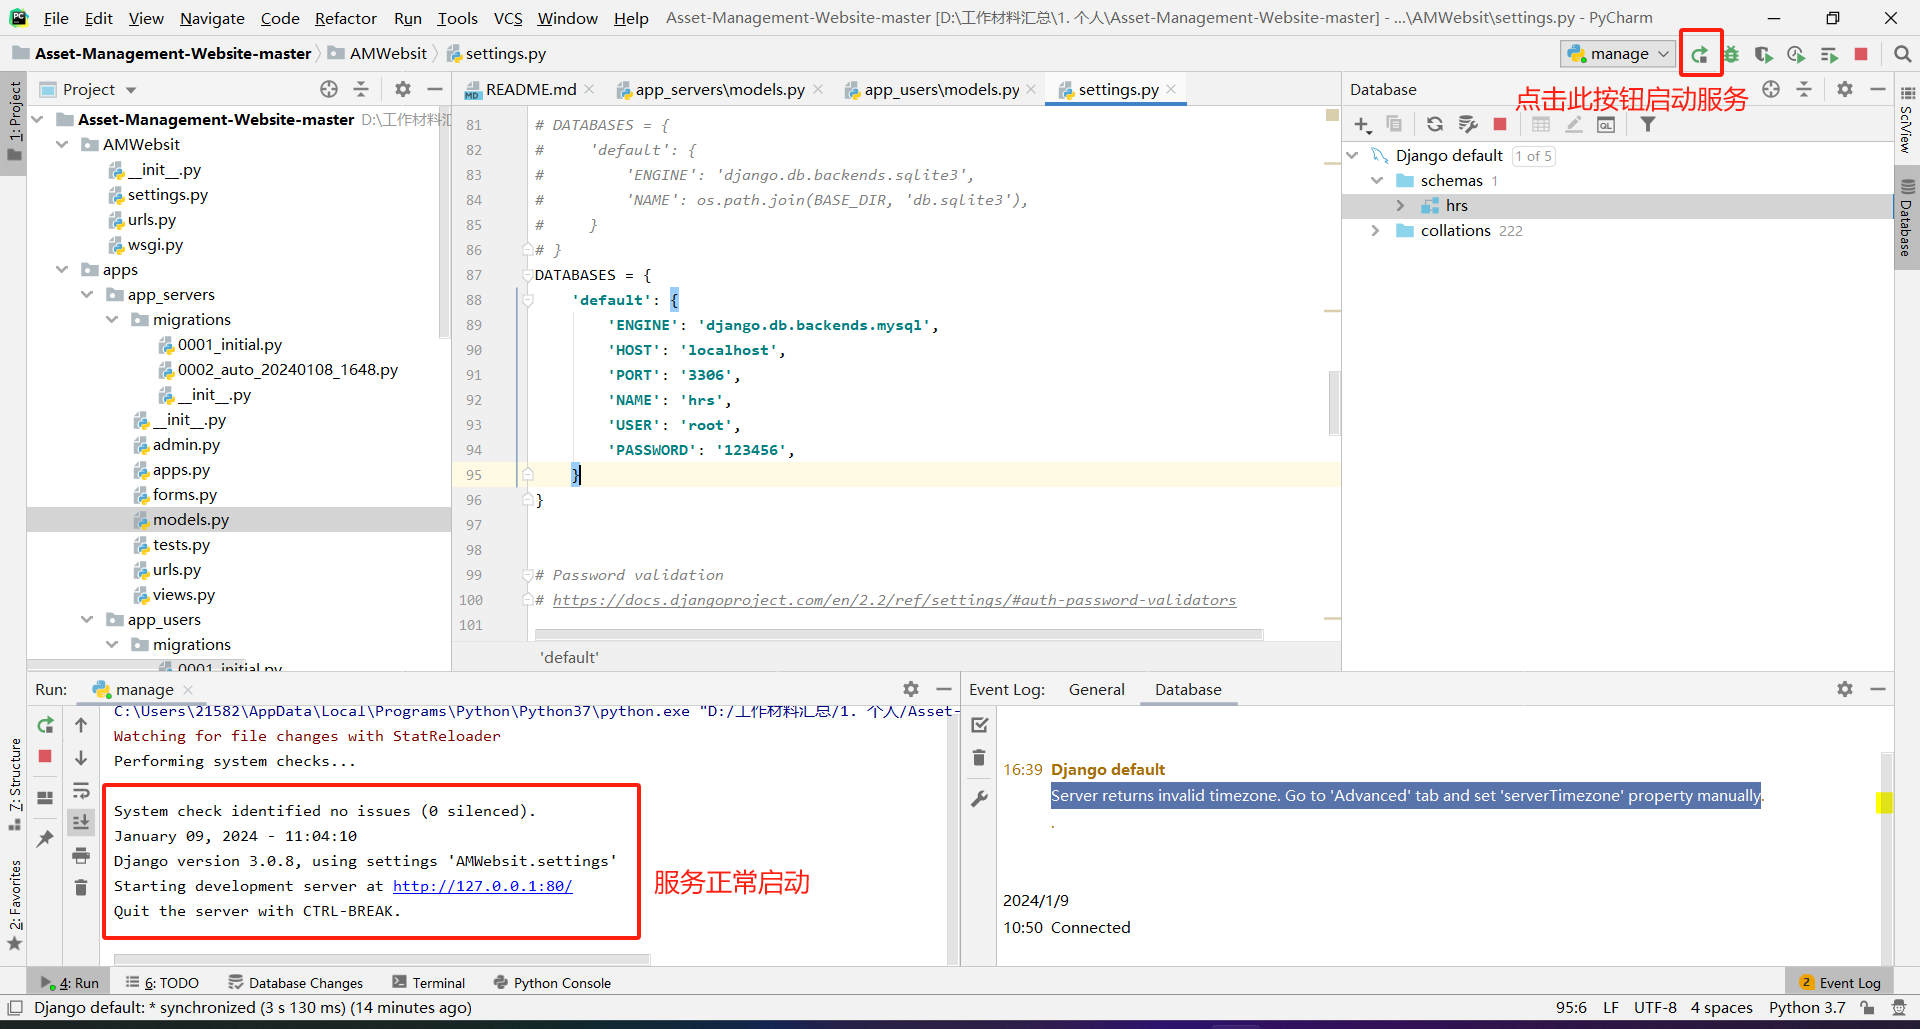 File Edit View Navigate Code Refactor Run Tools VCS Window Help Asset-Management-Website-master [D:\工作材料汇总\1. 个人\Asset-Management-Website-master] - ...\AMWebsit\settings.py - PyCharm
Asset-Management-Website-master AMWebsit settings.py manage
点击此按钮启动服务
1: Project
Project
Asset-Management-Website-master D:\工作材料汇
AMWebsit
__init__.py
settings.py
urls.py
wsgi.py
apps
app_servers
migrations
0001_initial.py
0002_auto_20240108_1648.py
__init__.py
__init__.py
admin.py
apps.py
forms.py
models.py
tests.py
urls.py
views.py
app_users
migrations
0001_initial.py
README.md app_servers\models.py app_users\models.py settings.py
81 # DATABASES = {
82 # 'default': {
83 # 'ENGINE': 'django.db.backends.sqlite3',
84 # 'NAME': os.path.join(BASE_DIR, 'db.sqlite3'),
85 # }
86 # }
87 DATABASES = {
88 'default': {
89 'ENGINE': 'django.db.backends.mysql',
90 'HOST': 'localhost',
91 'PORT': '3306',
92 'NAME': 'hrs',
93 'USER': 'root',
94 'PASSWORD': '123456',
95 }
96 }
97
98
99 # Password validation
100 # https://docs.djangoproject.com/en/2.2/ref/settings/#auth-password-validators
101
'default'
Database
QL
Django default 1 of 5
schemas 1
hrs
collations 222
SciView
Database
Run: manage
C:\Users\21582\AppData\Local\Programs\Python\Python37\python.exe "D:/工作材料汇总/1. 个人/Asset-
Watching for file changes with StatReloader
Performing system checks...
System check identified no issues (0 silenced).
January 09, 2024 - 11:04:10
Django version 3.0.8, using settings 'AMWebsit.settings'
Starting development server at http://127.0.0.1:80/
Quit the server with CTRL-BREAK.
服务正常启动
7: Structure
2: Favorites
Event Log: General Database
16:39 Django default
Server returns invalid timezone. Go to 'Advanced' tab and set 'serverTimezone' property manually.
.
2024/1/9
10:50 Connected
4: Run 6: TODO Database Changes Terminal Python Console 2 Event Log
Django default: * synchronized (3 s 130 ms) (14 minutes ago) 95:6 LF UTF-8 4 spaces Python 3.7